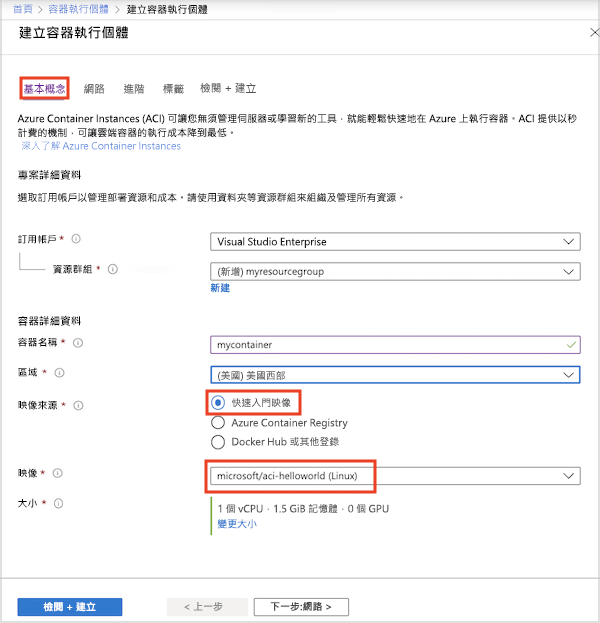 首頁 > 容器執行個體 > 建立容器執行個體
建立容器執行個體
基本概念 網路 進階 標籤 檢閱 + 建立
Azure Container Instances (ACI) 可讓您無須管理伺服器或學習新的工具，就能輕鬆快速地在 Azure 上執行容器。ACI 提供以秒
計費的機制，可讓雲端容器的執行成本降到最低。
深入了解 Azure Container Instances
專案詳細資料
選取訂用帳戶以管理部署資源和成本。請使用資料夾等資源群組來組織及管理所有資源。
訂用帳戶 * Visual Studio Enterprise
資源群組 * (新增) myresourcegroup
新建
容器詳細資料
容器名稱 * mycontainer
區域 * (美國) 美國西部
映像來源 * 快速入門映像
Azure Container Registry
Docker Hub 或其他登錄
映像 * microsoft/aci-helloworld (Linux)
大小 * 1 個 vCPU，1.5 GiB 記憶體，0 個 GPU
變更大小
檢閱 + 建立 < 上一步 下一步:網路 >